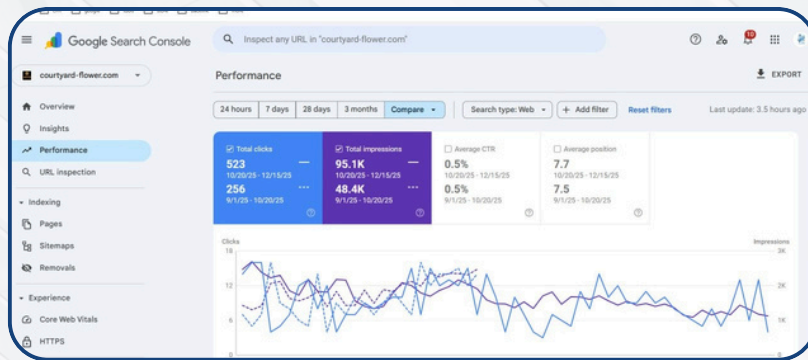 Google Search Console
Inspect any URL in "courtyard-flower.com"
10
courtyard-flower.com
Performance
EXPORT
24 hours
7 days
28 days
3 months
Compare
Search type: Web
+ Add filter
Reset filters
Last update: 3.5 hours ago
Overview
Insights
Performance
URL inspection
Indexing
Pages
Sitemaps
Removals
Experience
Core Web Vitals
HTTPS
Total clicks
523
10/20/25 - 12/15/25
256
9/1/25 - 10/20/25
Total impressions
95.1K
10/20/25 - 12/15/25
48.4K
9/1/25 - 10/20/25
Average CTR
0.5%
10/20/25 - 12/15/25
0.5%
9/1/25 - 10/20/25
Average position
7.7
10/20/25 - 12/15/25
7.5
9/1/25 - 10/20/25
Clicks
Impressions
18
12
6
0
3K
2K
1K
0